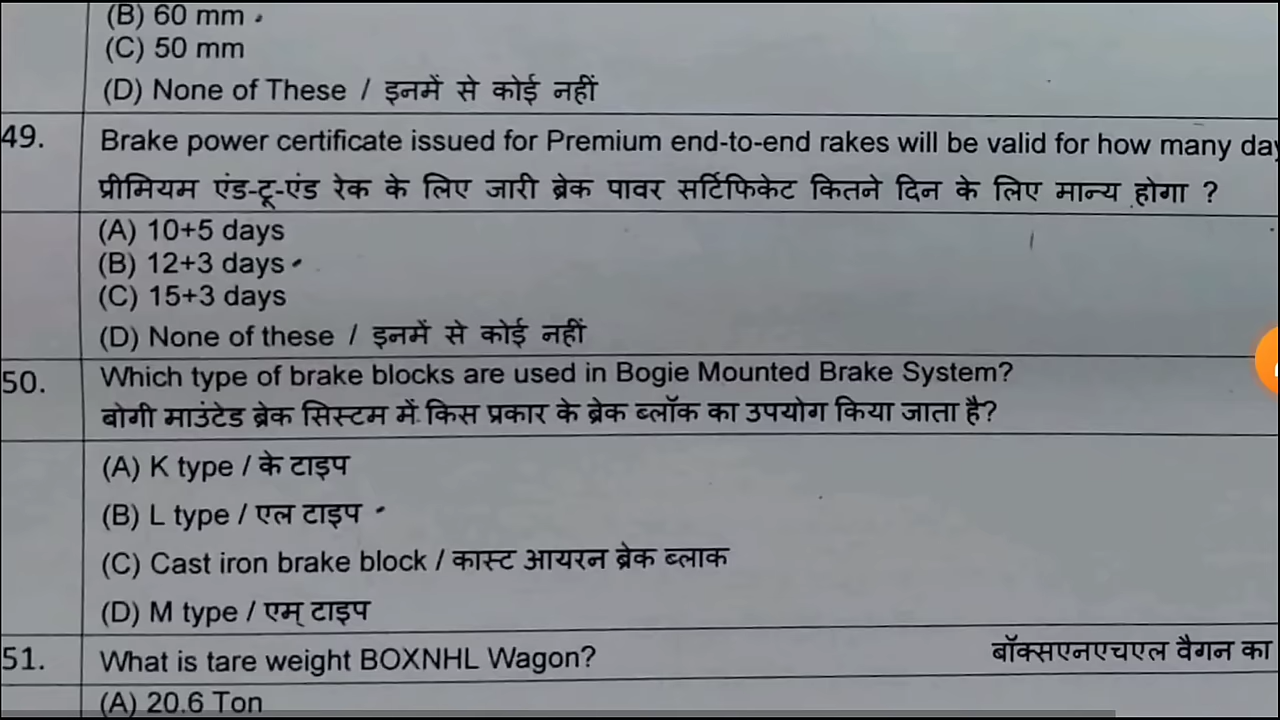 (B) 60 mm
(C) 50 mm
(D) None of These / इनमें से कोई नहीं
49. Brake power certificate issued for Premium end-to-end rakes will be valid for how many
प्रीमियम एंड-टू-एंड रेक के लिए जारी ब्रेक पावर सर्टिफिकेट कितने दिन के लिए मान्य होगा ?
(A) 10+5 days
(B) 12+3 days
(C) 15+3 days
(D) None of these / इनमें से कोई नहीं
50. Which type of brake blocks are used in Bogie Mounted Brake System?
बोगी माउंटेड ब्रेक सिस्टम में किस प्रकार के ब्रेक ब्लॉक का उपयोग किया जाता है?
(A) K type / के टाइप
(B) L type / एल टाइप
(C) Cast iron brake block / कास्ट आयरन ब्रेक ब्लाक
(D) M type / एम् टाइप
51. What is tare weight BOXNHL Wagon? बॉक्सएनएचएल वैगन का
(A) 20.6 Ton